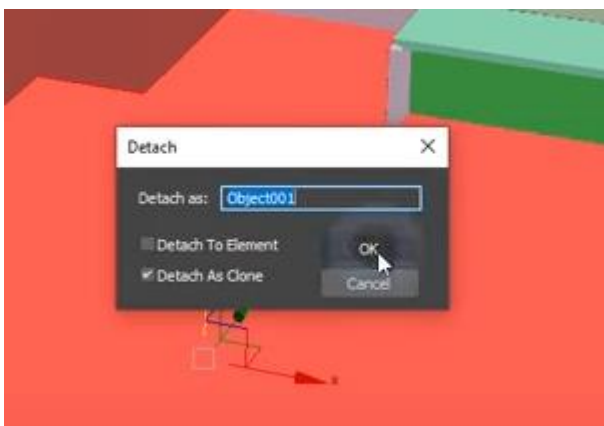 Detach
Detach as: Object001
Detach To Element
OK
Detach As Clone
Cancel
x